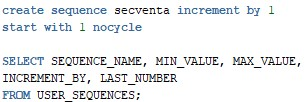 create sequence secventa increment by 1
start with 1 nocycle
SELECT SEQUENCE_NAME, MIN_VALUE, MAX_VALUE,
INCREMENT_BY, LAST_NUMBER
FROM USER_SEQUENCES;